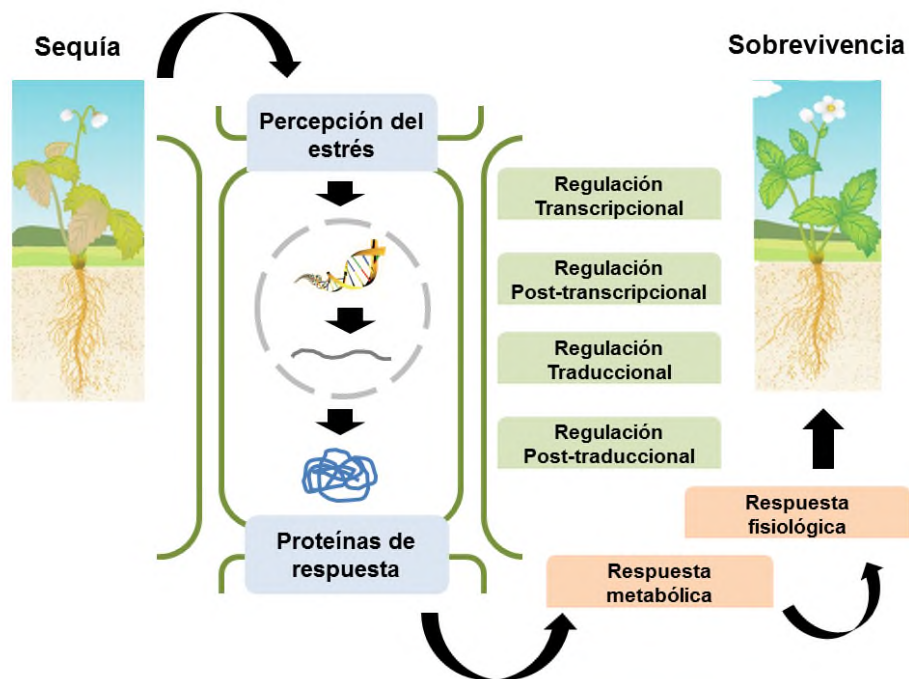 Sequía
Sobrevivencia
Percepción del
estrés
Regulación
Transcripcional
Regulación
Post-transcripcional
Regulación
Traduccional
Regulación
Post-traduccional
Proteínas de
respuesta
Respuesta
metabólica
Respuesta
fisiológica